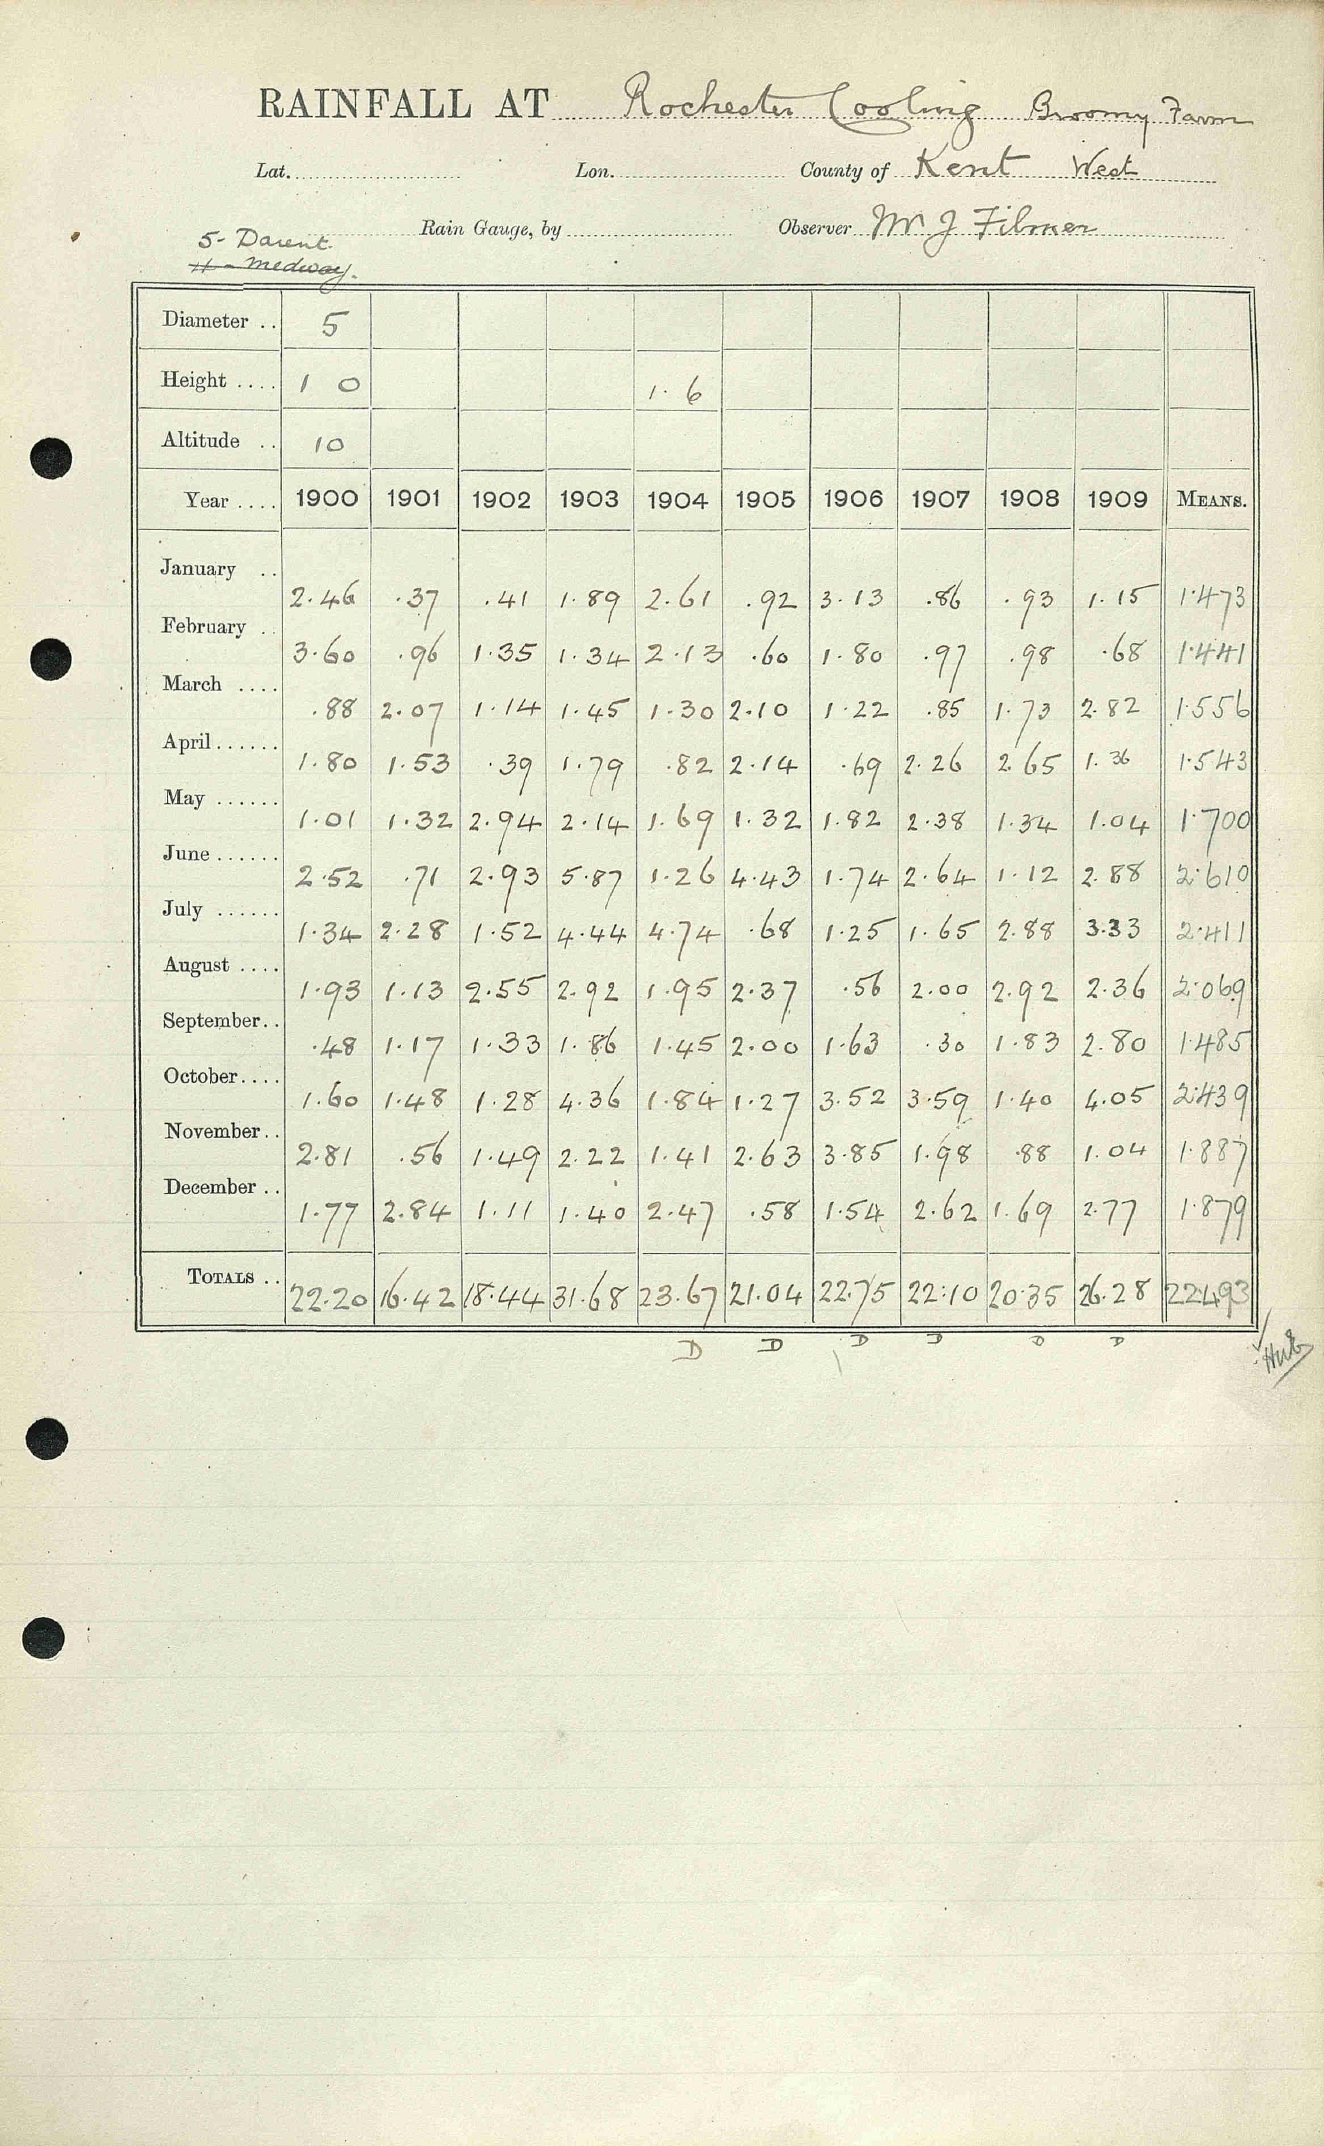 RAINFALL AT Rochester Cooling Broomy Farm
Lat. Lon. County of Kent West
Rain Gauge, by Observer Mr J Filmer
5 - Darent.
11 - Medway.
Diameter .. 5
Height .... 1 0 1. 6
Altitude .. 10
Year .... 1900 1901 1902 1903 1904 1905 1906 1907 1908 1909 MEANS.
January .. 2.46 .37 .41 1.89 2.61 .92 3.13 .86 .93 1.15 1.473
February .. 3.60 .96 1.35 1.34 2.13 .60 1.80 .97 .98 .68 1.441
March .... .88 2.07 1.14 1.45 1.30 2.10 1.22 .85 1.73 2.82 1.556
April ...... 1.80 1.53 .39 1.79 .82 2.14 .69 2.26 2.65 1.36 1.543
May ...... 1.01 1.32 2.94 2.14 1.69 1.32 1.82 2.38 1.34 1.04 1.700
June ...... 2.52 .71 2.93 5.87 1.26 4.43 1.74 2.64 1.12 2.88 2.610
July ...... 1.34 2.28 1.52 4.44 4.74 .68 1.25 1.65 2.88 3.33 2.411
August .... 1.93 1.13 2.55 2.92 1.95 2.37 .56 2.00 2.92 2.36 2.069
September.. .48 1.17 1.33 1.86 1.45 2.00 1.63 .30 1.83 2.80 1.485
October.... 1.60 1.48 1.28 4.36 1.84 1.27 3.52 3.59 1.40 4.05 2.439
November.. 2.81 .56 1.49 2.22 1.41 2.63 3.85 1.98 .88 1.04 1.887
December .. 1.77 2.84 1.11 1.40 2.47 .58 1.54 2.62 1.69 2.77 1.879
TOTALS .. 22.20 16.42 18.44 31.68 23.67 21.04 22.75 22.10 20.35 26.28 22.493
D D D D D D